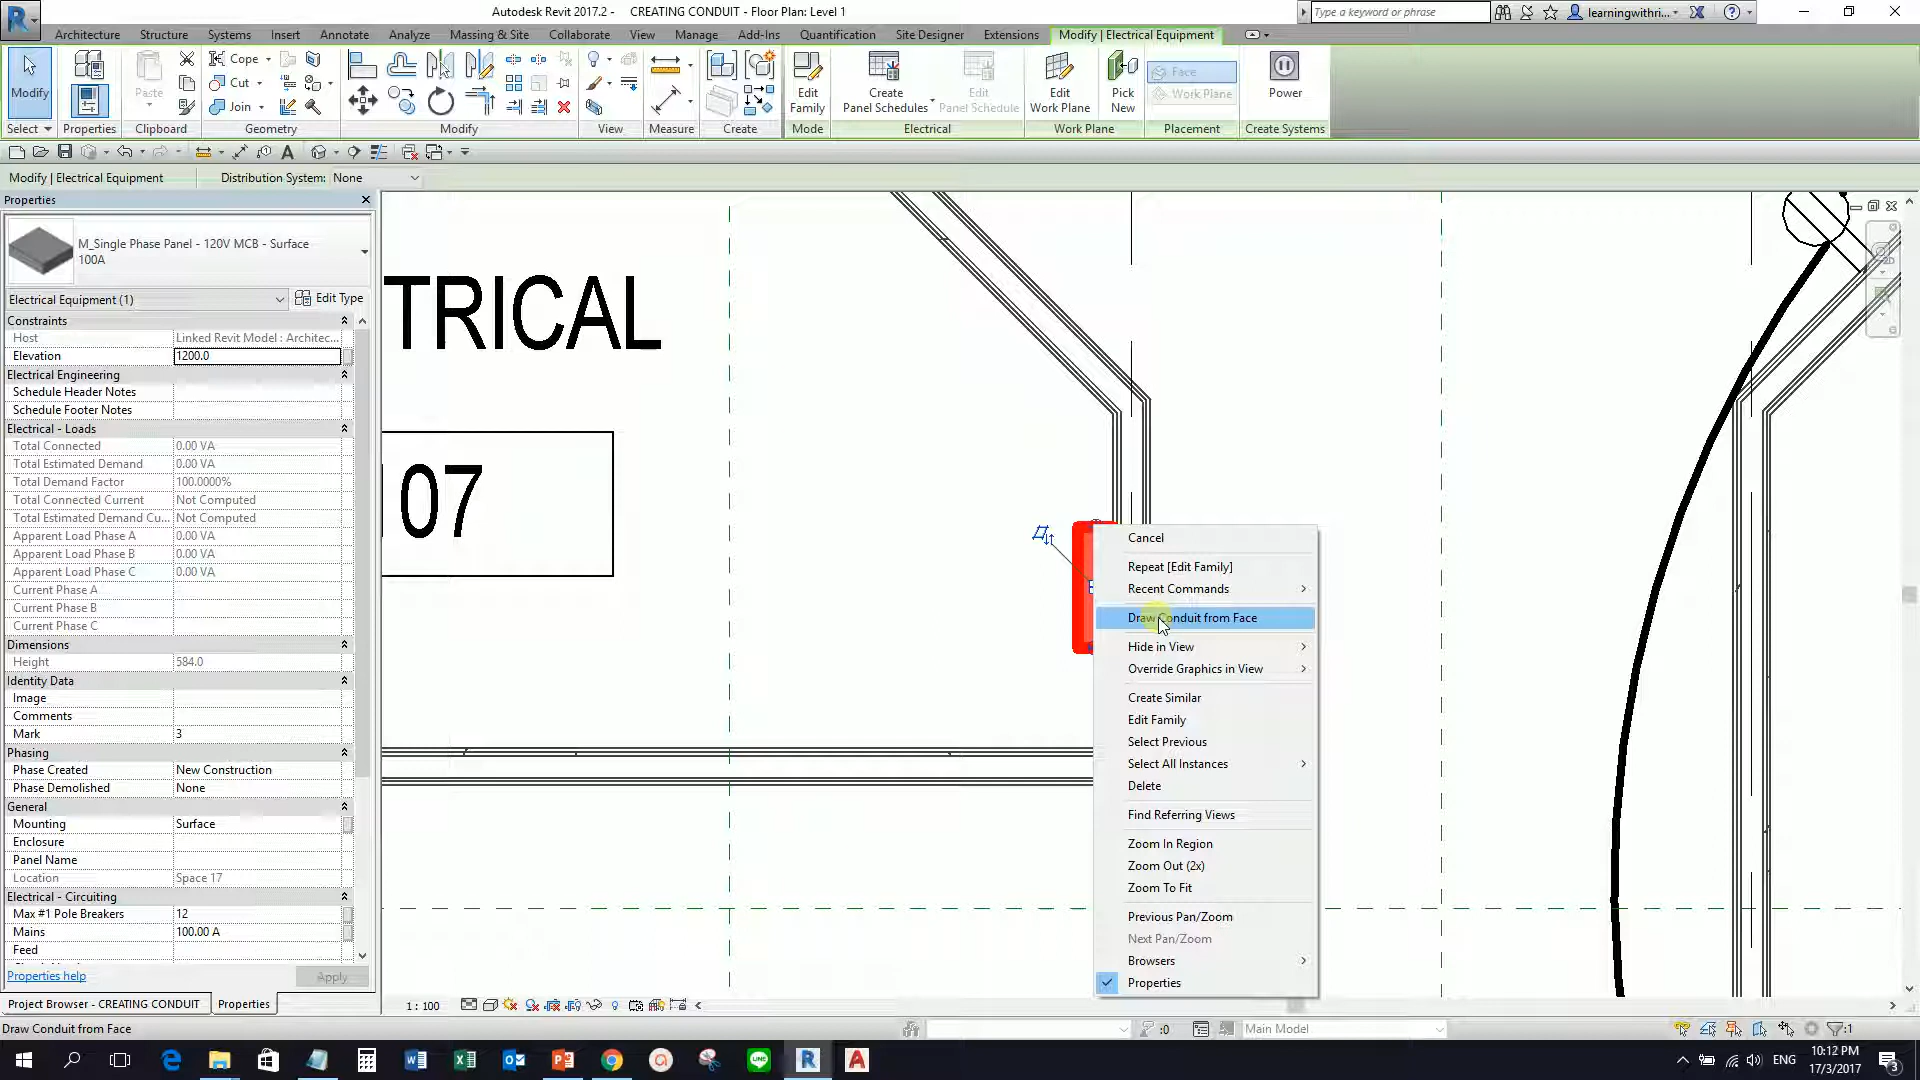 Autodesk Revit 2017.2 -     CREATING CONDUIT - Floor Plan: Level 1
Type a keyword or phrase
learningwithri...
Architecture Structure Systems Insert Annotate Analyze Massing & Site Collaborate View Manage Add-Ins Quantification Site Designer Extensions Modify | Electrical Equipment
Modify
Select
Properties
Paste
Clipboard
Cope
Cut
Join
Geometry
Modify
View
Measure
Create
Edit Family
Mode
Create Panel Schedules
Edit Panel Schedule
Electrical
Edit Work Plane
Pick New
Work Plane
Face
Work Plane
Placement
Power
Create Systems
Modify | Electrical Equipment
Distribution System: None
Properties
M_Single Phase Panel - 120V MCB - Surface
100A
Electrical Equipment (1)
Edit Type
Constraints
Host Linked Revit Model : Architec...
Elevation 1200.0
Electrical Engineering
Schedule Header Notes
Schedule Footer Notes
Electrical - Loads
Total Connected 0.00 VA
Total Estimated Demand 0.00 VA
Total Demand Factor 100.0000%
Total Connected Current Not Computed
Total Estimated Demand Cu... Not Computed
Apparent Load Phase A 0.00 VA
Apparent Load Phase B 0.00 VA
Apparent Load Phase C 0.00 VA
Current Phase A
Current Phase B
Current Phase C
Dimensions
Height 584.0
Identity Data
Image
Comments
Mark 3
Phasing
Phase Created New Construction
Phase Demolished None
General
Mounting Surface
Enclosure
Panel Name
Location Space 17
Electrical - Circuiting
Max #1 Pole Breakers 12
Mains 100.00 A
Feed
Properties help
Apply
Project Browser - CREATING CONDUIT
Properties
TRICAL
07
2D
Cancel
Repeat [Edit Family]
Recent Commands
Draw Conduit from Face
Hide in View
Override Graphics in View
Create Similar
Edit Family
Select Previous
Select All Instances
Delete
Find Referring Views
Zoom In Region
Zoom Out (2x)
Zoom To Fit
Previous Pan/Zoom
Next Pan/Zoom
Browsers
Properties
1 : 100
Draw Conduit from Face
:0
Main Model
:1
ENG
10:12 PM
17/3/2017
3